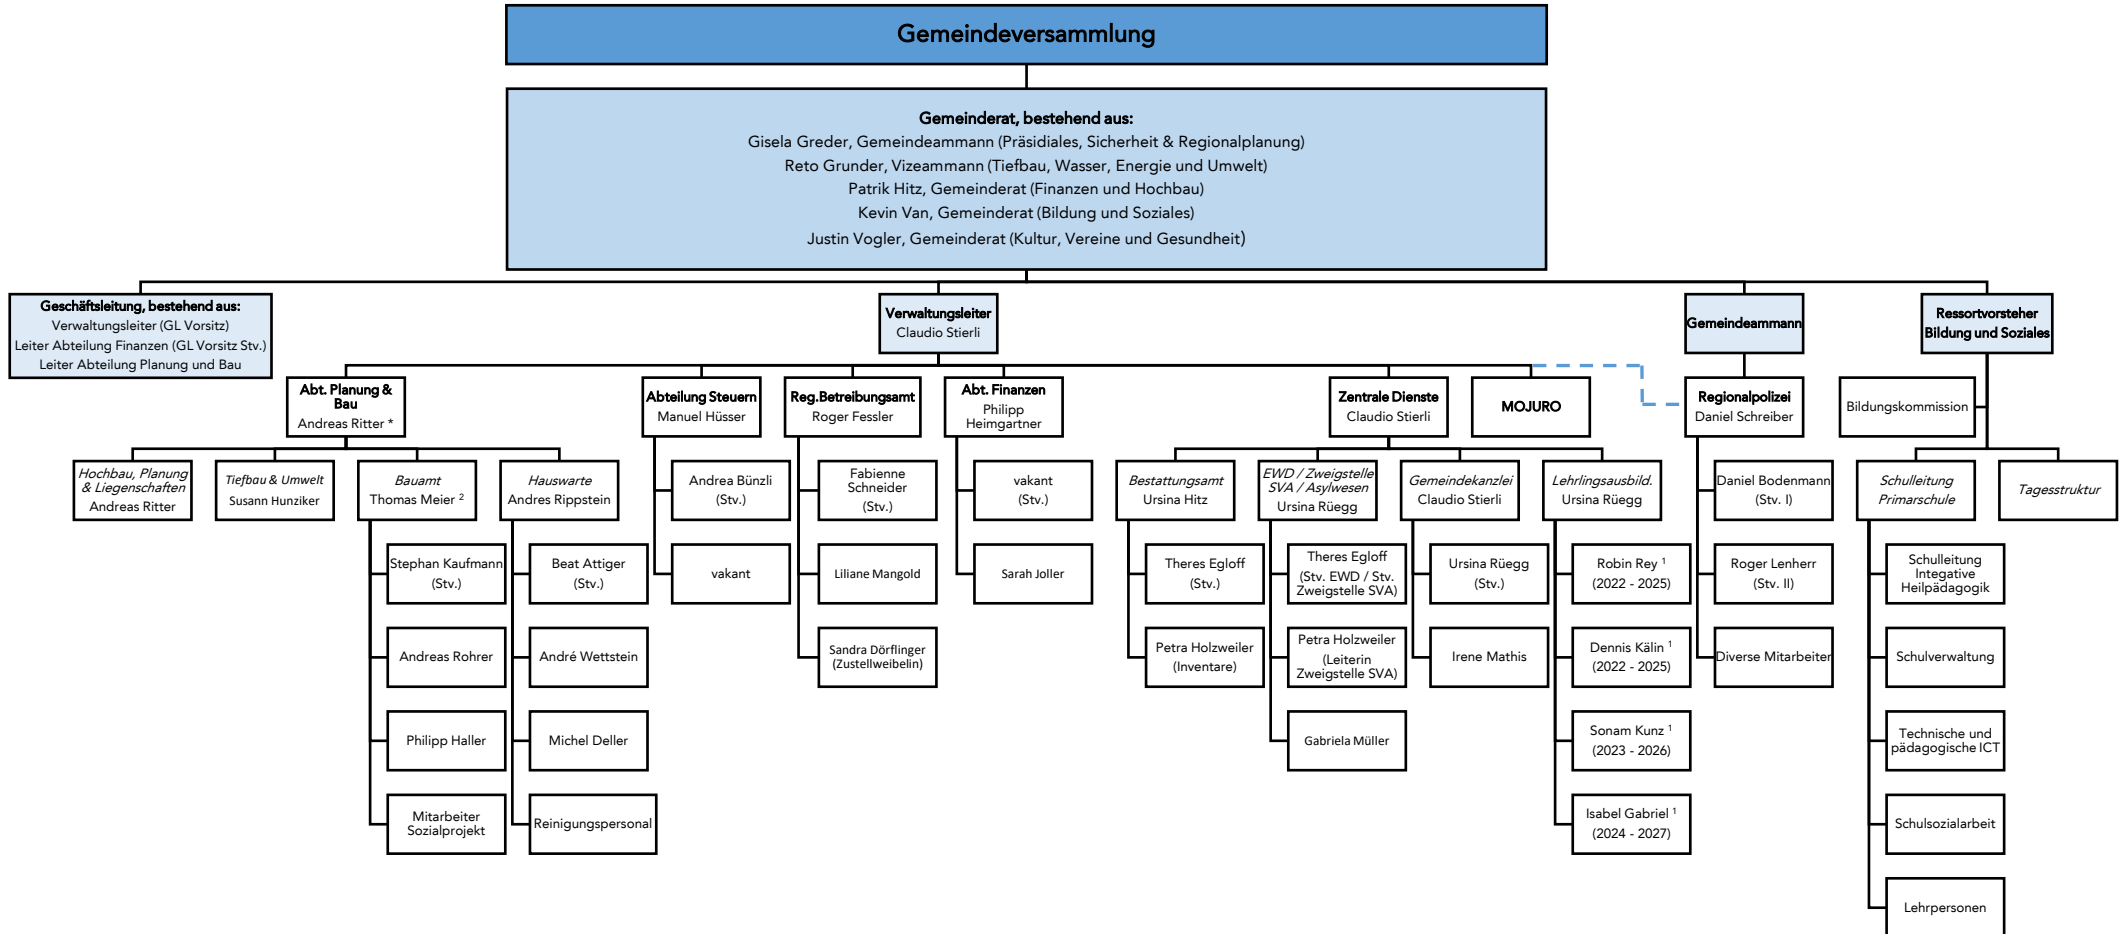 Gemeindeversammlung
Gemeinderat, bestehend aus:
Gisela Greder, Gemeindeammann (Präsidiales, Sicherheit & Regionalplanung)
Reto Grunder, Vizeammann (Tiefbau, Wasser, Energie und Umwelt)
Patrik Hitz, Gemeinderat (Finanzen und Hochbau)
Kevin Van, Gemeinderat (Bildung und Soziales)
Justin Vogler, Gemeinderat (Kultur, Vereine und Gesundheit)
Geschäftsleitung, bestehend aus:
Verwaltungsleiter (GL Vorsitz)
Leiter Abteilung Finanzen (GL Vorsitz Stv.)
Leiter Abteilung Planung und Bau
Verwaltungsleiter
Claudio Stierli
Gemeindeammann
Ressortvorsteher
Bildung und Soziales
Abt. Planung &
Bau
Andreas Ritter *
Abteilung Steuern
Manuel Hüsser
Reg.Betreibungsamt
Roger Fessler
Abt. Finanzen
Philipp
Heimgartner
Zentrale Dienste
Claudio Stierli
MOJURO
Regionalpolizei
Daniel Schreiber
Bildungskommission
Hochbau, Planung
& Liegenschaften
Andreas Ritter
Tiefbau & Umwelt
Susann Hunziker
Bauamt
Thomas Meier ²
Hauswarte
Andres Rippstein
Andrea Bünzli
(Stv.)
Fabienne
Schneider
(Stv.)
vakant
(Stv.)
Bestattungsamt
Ursina Hitz
EWD / Zweigstelle
SVA / Asylwesen
Ursina Rüegg
Gemeindekanzlei
Claudio Stierli
Lehrlingsausbild.
Ursina Rüegg
Daniel Bodenmann
(Stv. I)
Schulleitung
Primarschule
Tagesstruktur
Stephan Kaufmann
(Stv.)
Beat Attiger
(Stv.)
vakant
Liliane Mangold
Sarah Joller
Theres Egloff
(Stv.)
Theres Egloff
(Stv. EWD / Stv.
Zweigstelle SVA)
Ursina Rüegg
(Stv.)
Robin Rey ¹
(2022 - 2025)
Roger Lenherr
(Stv. II)
Schulleitung
Integative
Heilpädagogik
Andreas Rohrer
André Wettstein
Sandra Dörflinger
(Zustellweibelin)
Petra Holzweiler
(Inventare)
Petra Holzweiler
(Leiterin
Zweigstelle SVA)
Irene Mathis
Dennis Kälin ¹
(2022 - 2025)
Diverse Mitarbeiter
Schulverwaltung
Philipp Haller
Michel Deller
Gabriela Müller
Sonam Kunz ¹
(2023 - 2026)
Technische und
pädagogische ICT
Mitarbeiter
Sozialprojekt
Reinigungspersonal
Isabel Gabriel ¹
(2024 - 2027)
Schulsozialarbeit
Lehrpersonen